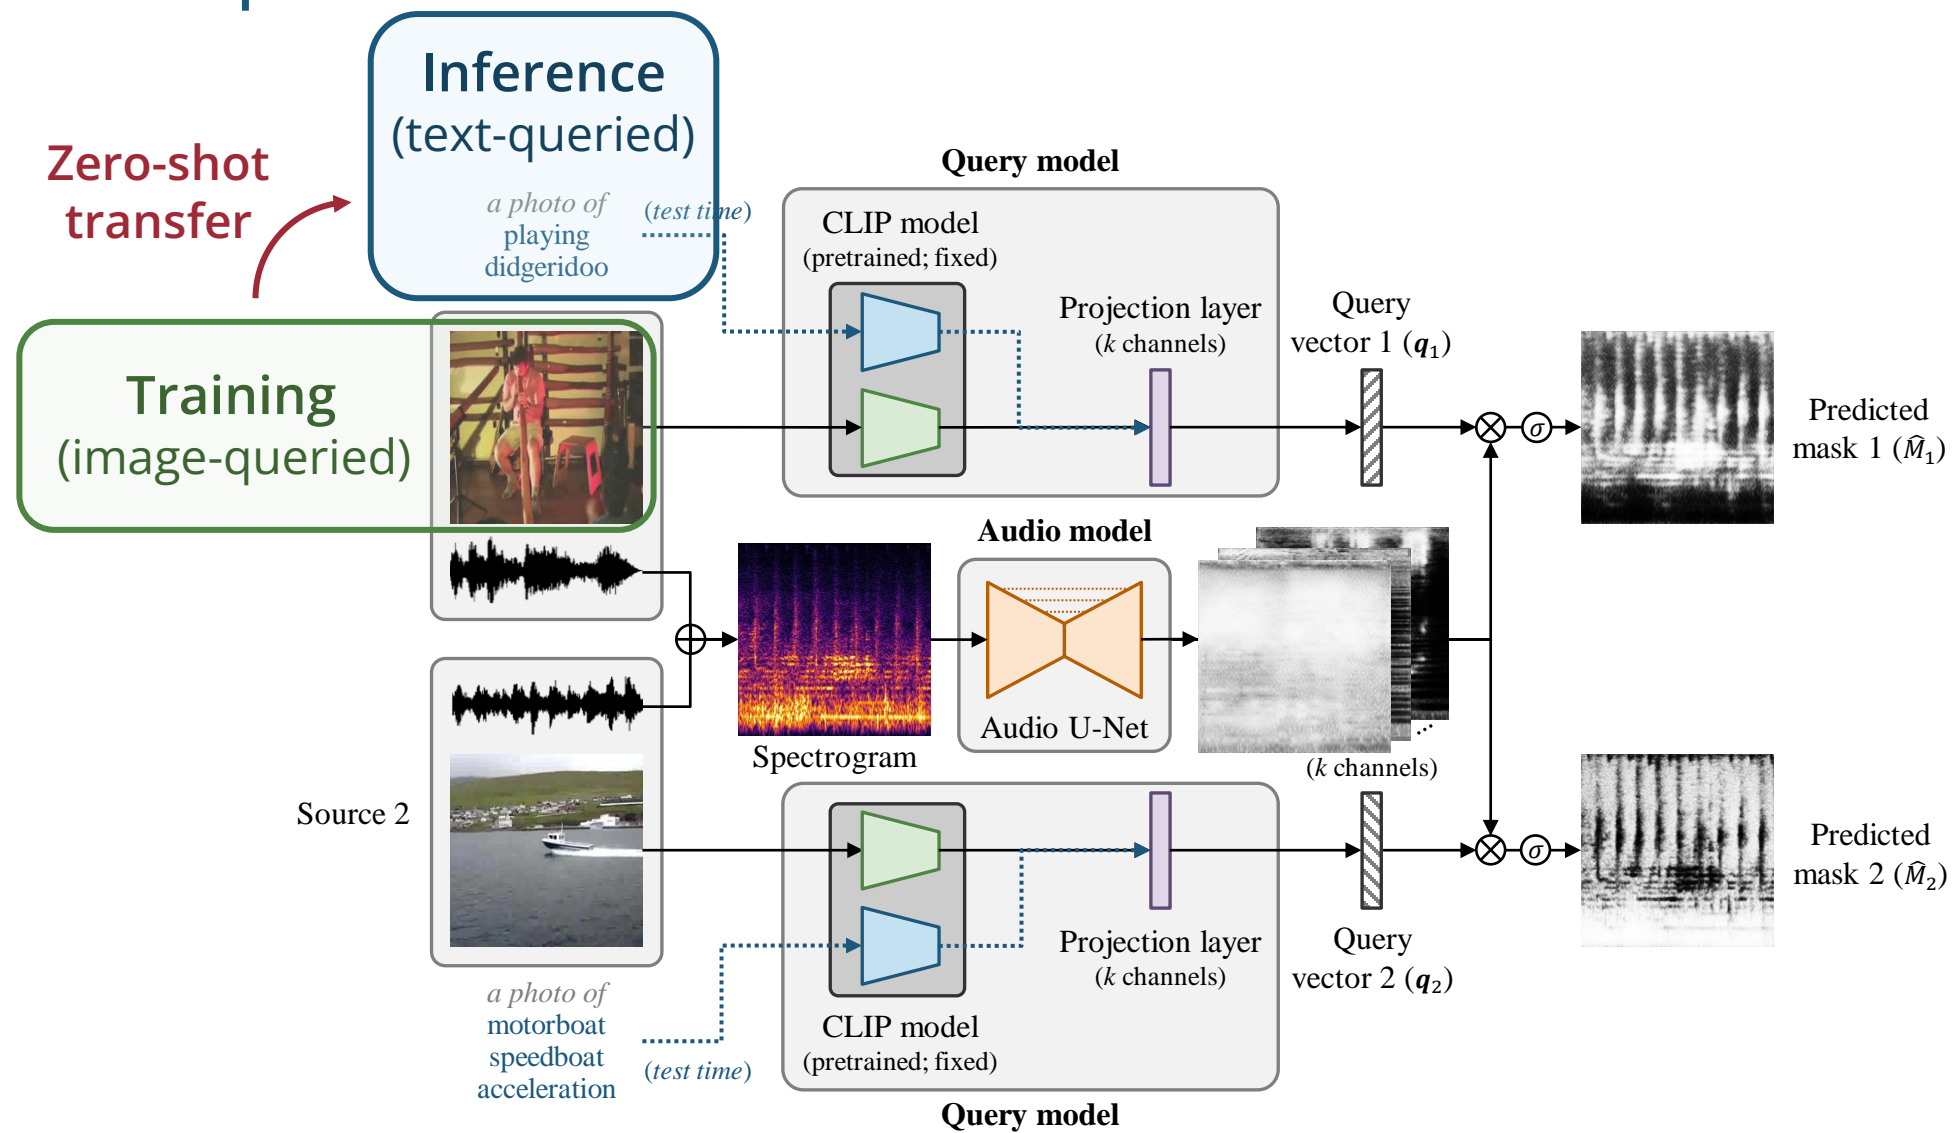 Inference
(text-queried)
Zero-shot
transfer
a photo of
playing
didgeridoo
(test time)
Training
(image-queried)
Query model
CLIP model
(pretrained; fixed)
Projection layer
(k channels)
Query
vector 1 (q₁)
σ
Predicted
mask 1 (M̂₁)
Audio model
Audio U-Net
Spectrogram
...
(k channels)
Source 2
a photo of
motorboat
speedboat
acceleration
(test time)
CLIP model
(pretrained; fixed)
Projection layer
(k channels)
Query model
Query
vector 2 (q₂)
σ
Predicted
mask 2 (M̂₂)